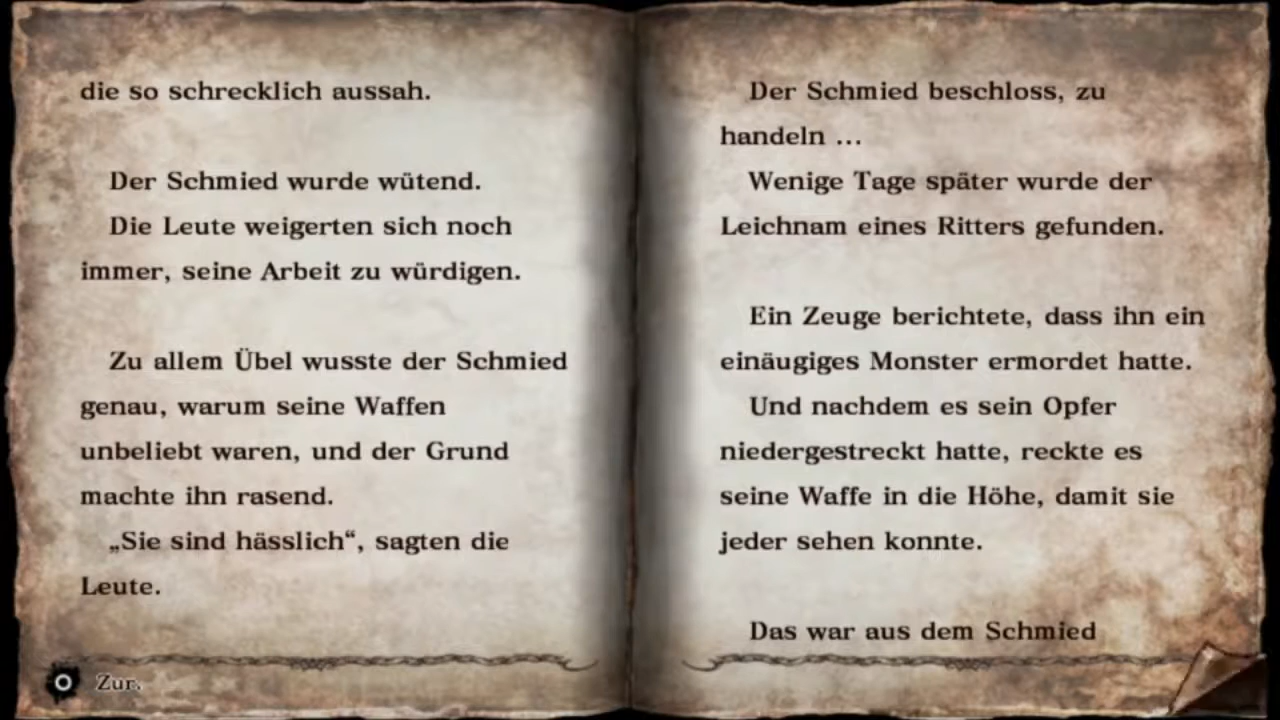 die so schrecklich aussah.
Der Schmied wurde wütend.
Die Leute weigerten sich noch
immer, seine Arbeit zu würdigen.
Zu allem Übel wusste der Schmied
genau, warum seine Waffen
unbeliebt waren, und der Grund
machte ihn rasend.
„Sie sind hässlich“, sagten die
Leute.
Der Schmied beschloss, zu
handeln ...
Wenige Tage später wurde der
Leichnam eines Ritters gefunden.
Ein Zeuge berichtete, dass ihn ein
einäugiges Monster ermordet hatte.
Und nachdem es sein Opfer
niedergestreckt hatte, reckte es
seine Waffe in die Höhe, damit sie
jeder sehen konnte.
Das war aus dem Schmied
Zur.